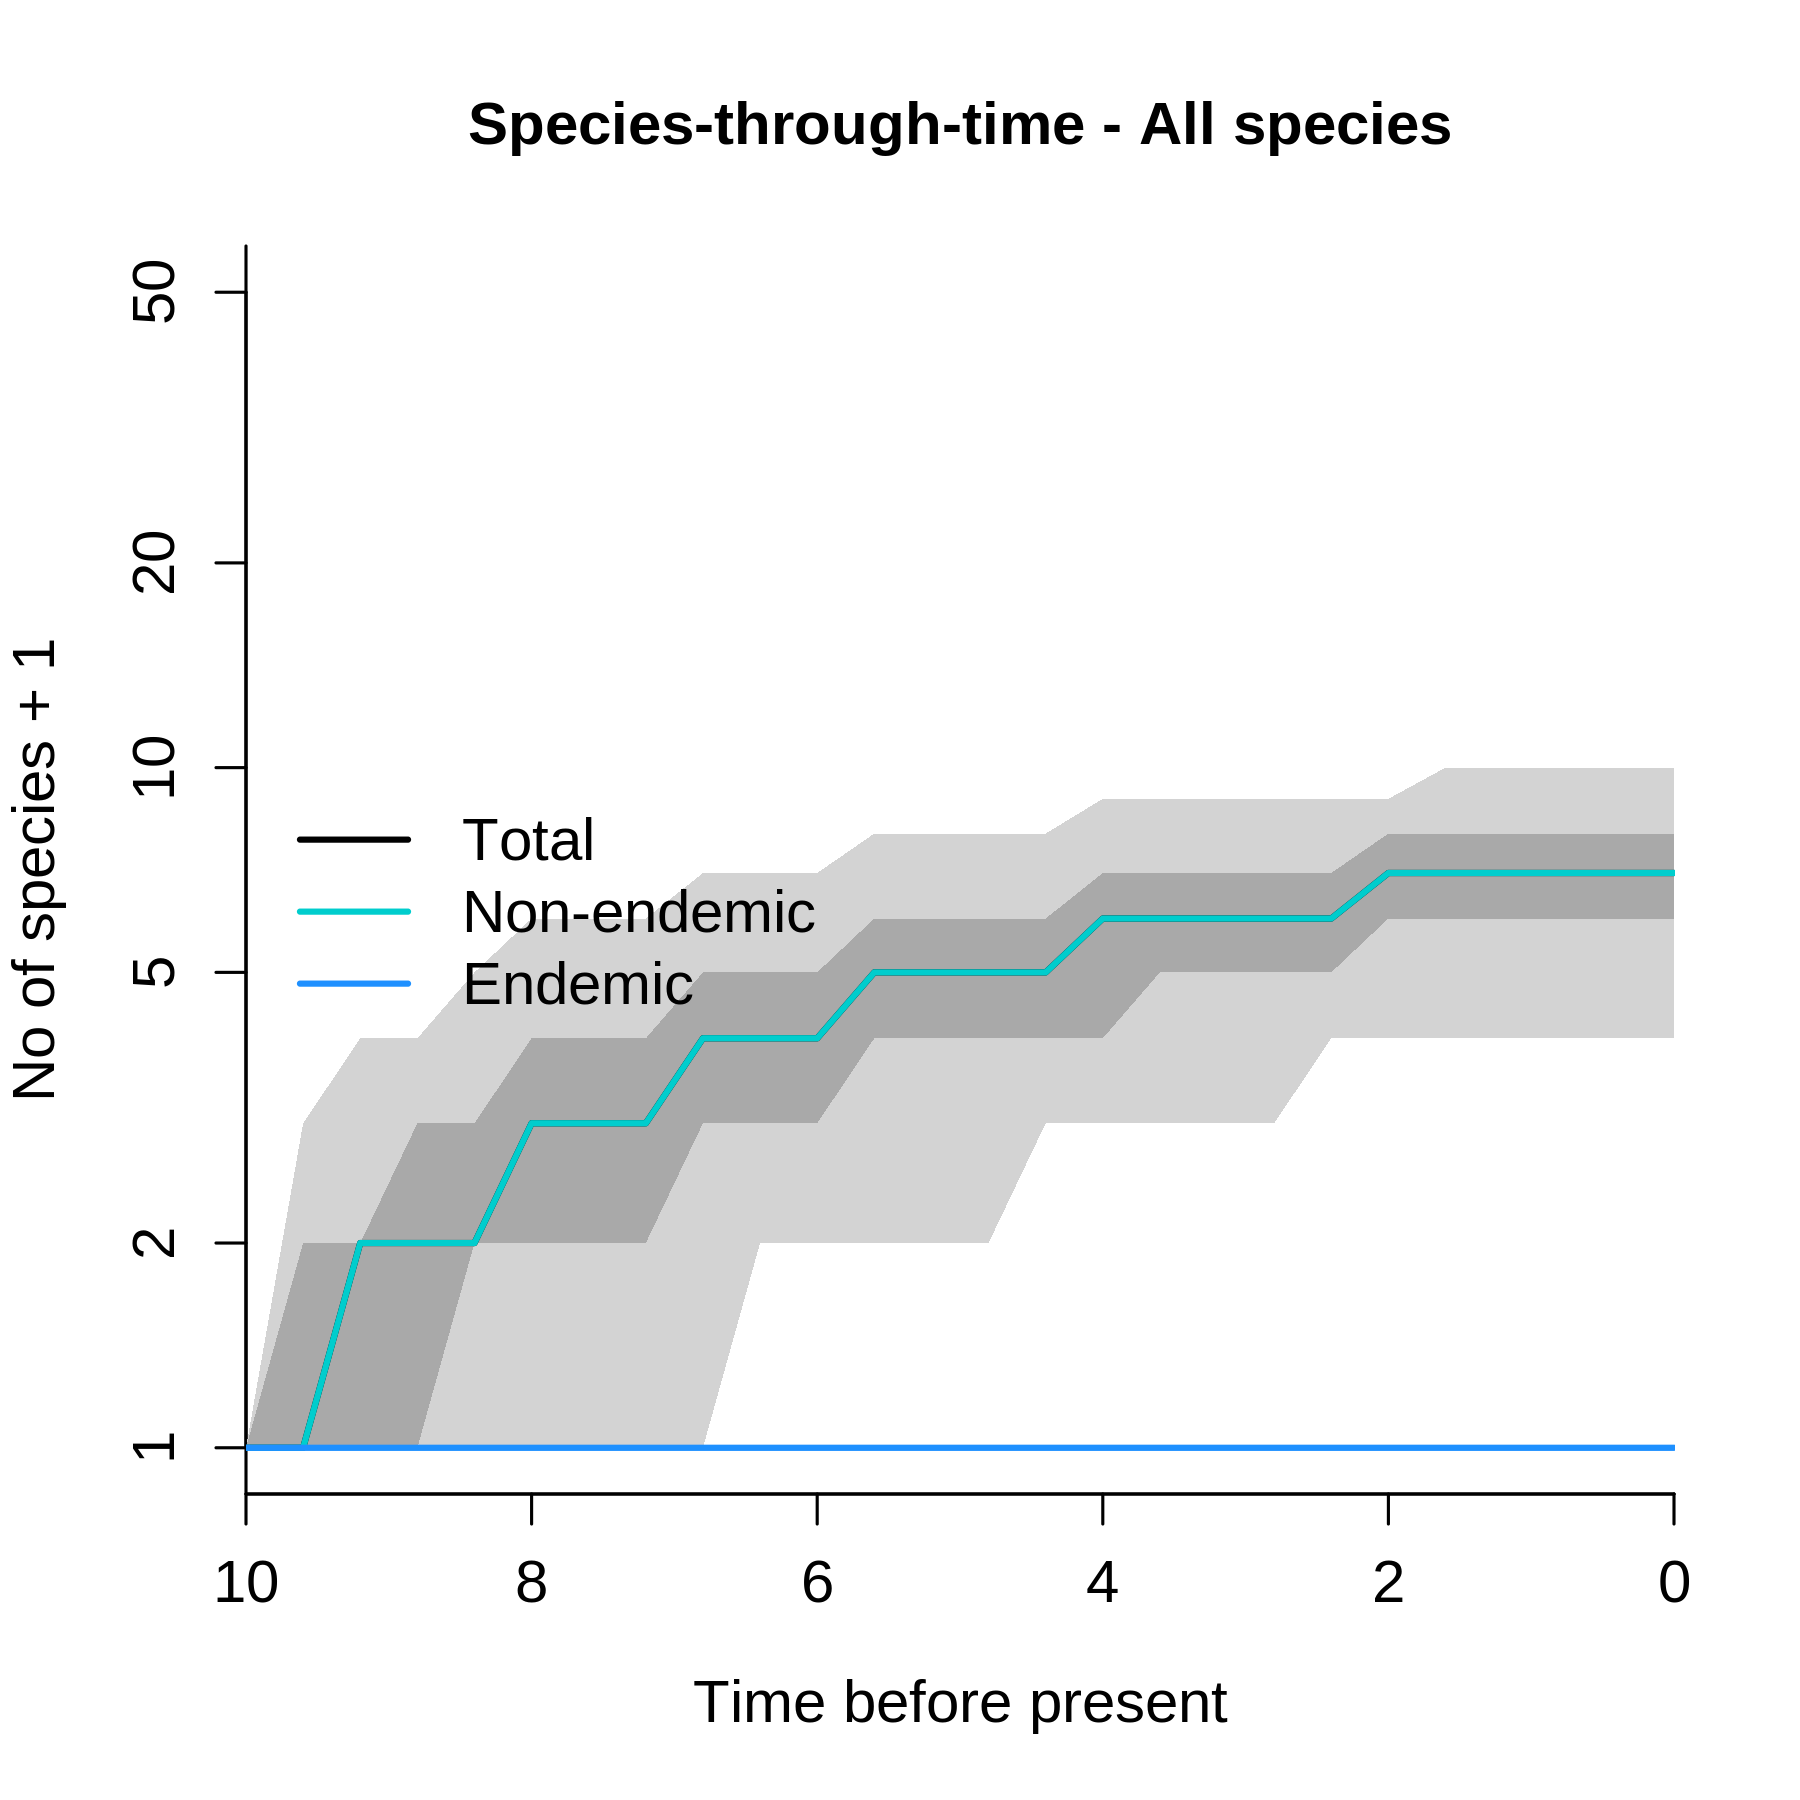 Species-through-time - All species
No of species + 1
50
20
10
5
2
1
Total
Non-endemic
Endemic
10 8 6 4 2 0
Time before present